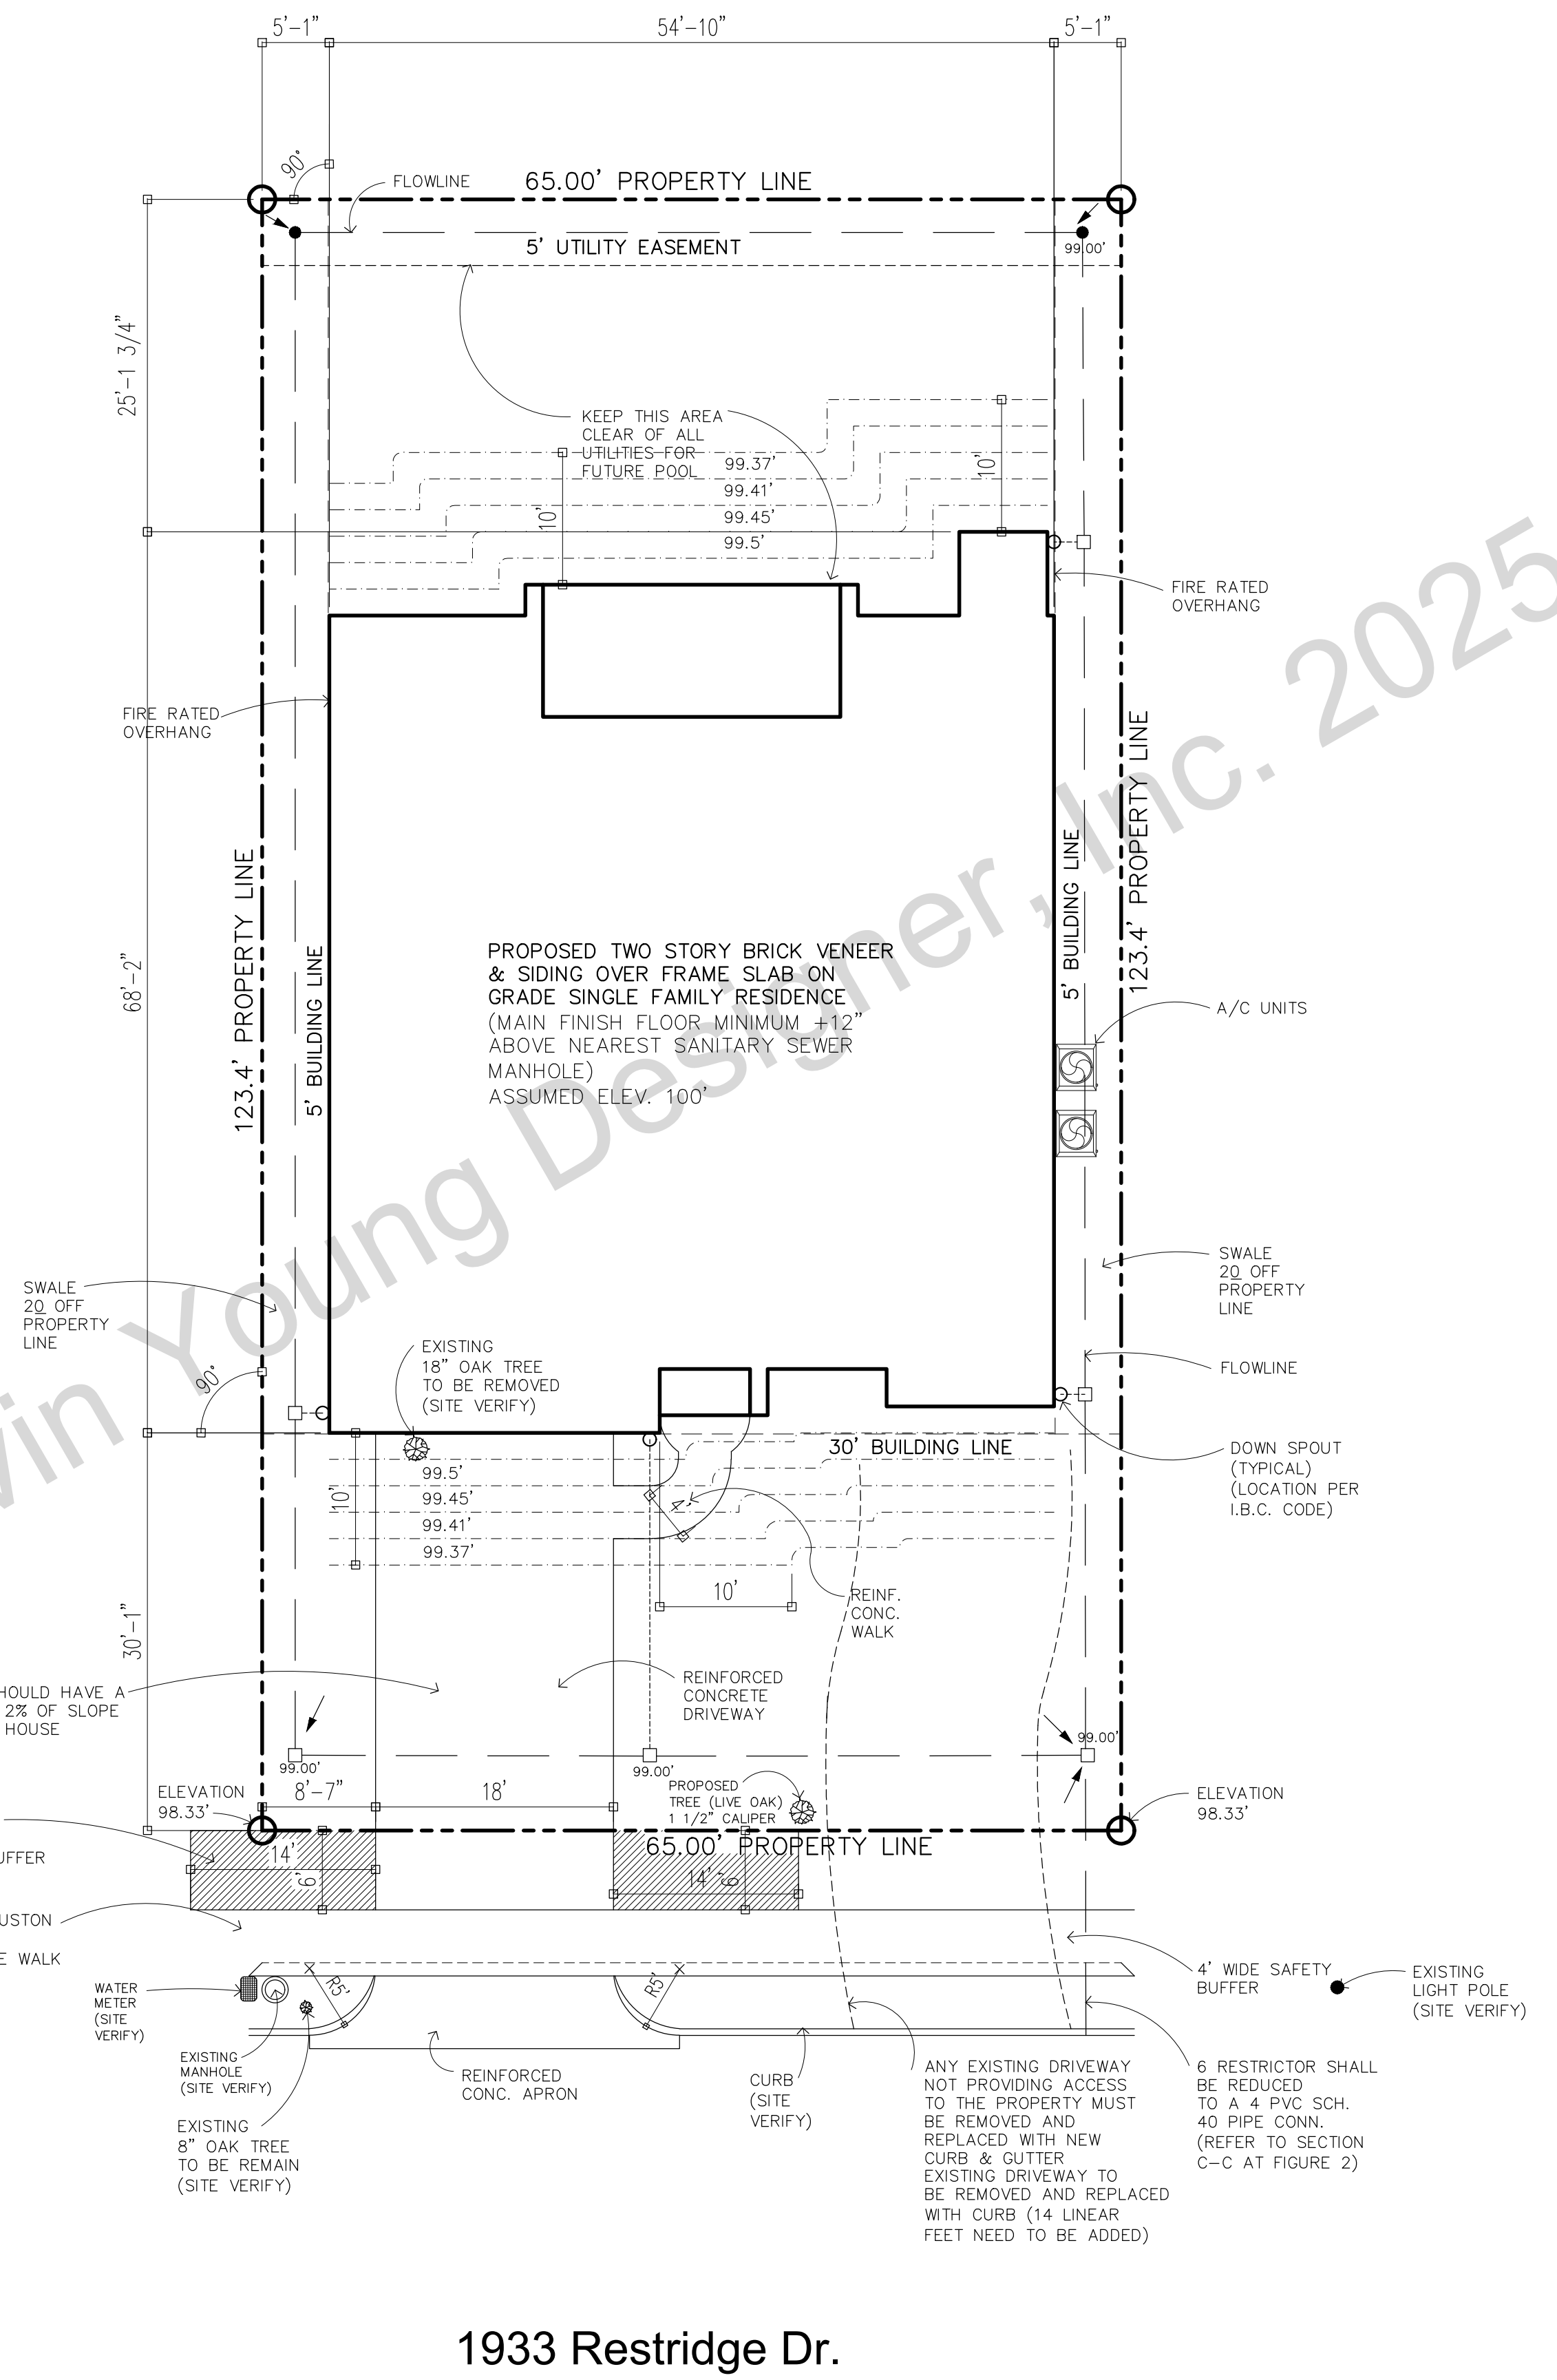 5'-1"
54'-10"
5'-1"
90°
FLOWLINE
65.00' PROPERTY LINE
5' UTILITY EASEMENT
99.00'
25'-1 3/4"
KEEP THIS AREA
CLEAR OF ALL
UTILITIES FOR
FUTURE POOL
99.37'
99.41'
99.45'
99.5'
10'
10'
FIRE RATED
OVERHANG
FIRE RATED
OVERHANG
123.4' PROPERTY LINE
5' BUILDING LINE
5' BUILDING LINE
123.4' PROPERTY LINE
68'-2"
PROPOSED TWO STORY BRICK VENEER
& SIDING OVER FRAME SLAB ON
GRADE SINGLE FAMILY RESIDENCE
(MAIN FINISH FLOOR MINIMUM +12"
ABOVE NEAREST SANITARY SEWER
MANHOLE)
ASSUMED ELEV. 100'
A/C UNITS
Young Designer, Inc. 2025
SWALE
20 OFF
PROPERTY
LINE
SWALE
20 OFF
PROPERTY
LINE
90°
EXISTING
18" OAK TREE
TO BE REMOVED
(SITE VERIFY)
FLOWLINE
30' BUILDING LINE
DOWN SPOUT
(TYPICAL)
(LOCATION PER
I.B.C. CODE)
99.5'
99.45'
99.41'
99.37'
10'
4'
10'
REINF.
CONC.
WALK
30'-1"
HOULD HAVE A
2% OF SLOPE
HOUSE
REINFORCED
CONCRETE
DRIVEWAY
99.00'
99.00'
99.00'
8'-7"
18'
PROPOSED
TREE (LIVE OAK)
1 1/2" CALIPER
ELEVATION
98.33'
ELEVATION
98.33'
65.00' PROPERTY LINE
14'
6'
14'
6'
UFFER
USTON
E WALK
R5'
R5'
WATER
METER
(SITE
VERIFY)
EXISTING
MANHOLE
(SITE VERIFY)
EXISTING
8" OAK TREE
TO BE REMAIN
(SITE VERIFY)
REINFORCED
CONC. APRON
CURB
(SITE
VERIFY)
ANY EXISTING DRIVEWAY
NOT PROVIDING ACCESS
TO THE PROPERTY MUST
BE REMOVED AND
REPLACED WITH NEW
CURB & GUTTER
EXISTING DRIVEWAY TO
BE REMOVED AND REPLACED
WITH CURB (14 LINEAR
FEET NEED TO BE ADDED)
4' WIDE SAFETY
BUFFER
EXISTING
LIGHT POLE
(SITE VERIFY)
6 RESTRICTOR SHALL
BE REDUCED
TO A 4 PVC SCH.
40 PIPE CONN.
(REFER TO SECTION
C-C AT FIGURE 2)
1933 Restridge Dr.